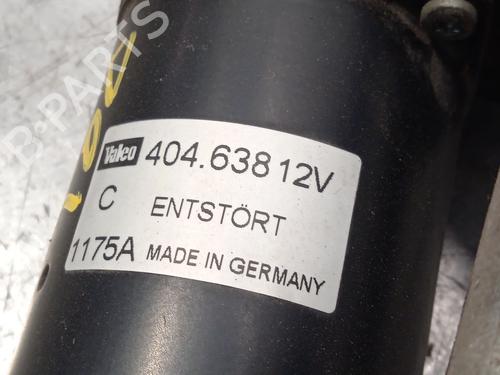 B-PARTS
Valeo 404.638 12V
C ENTSTÖRT
1175A MADE IN GERMANY